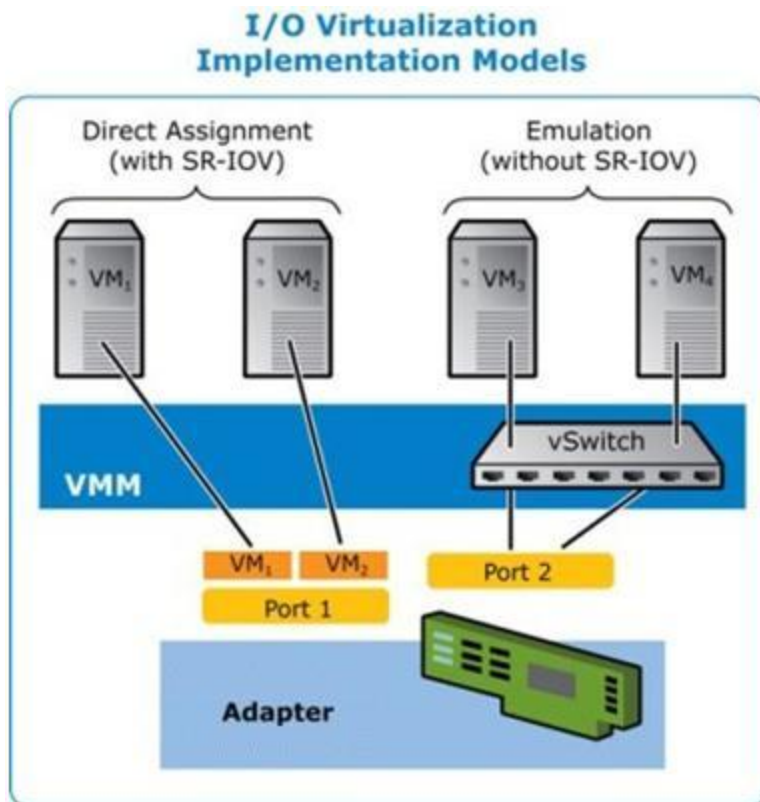 I/O Virtualization
Implementation Models
Direct Assignment
(with SR-IOV)
Emulation
(without SR-IOV)
VM₁
VM₂
VM₃
VM₄
vSwitch
VMM
VM₁
VM₂
Port 2
Port 1
Adapter